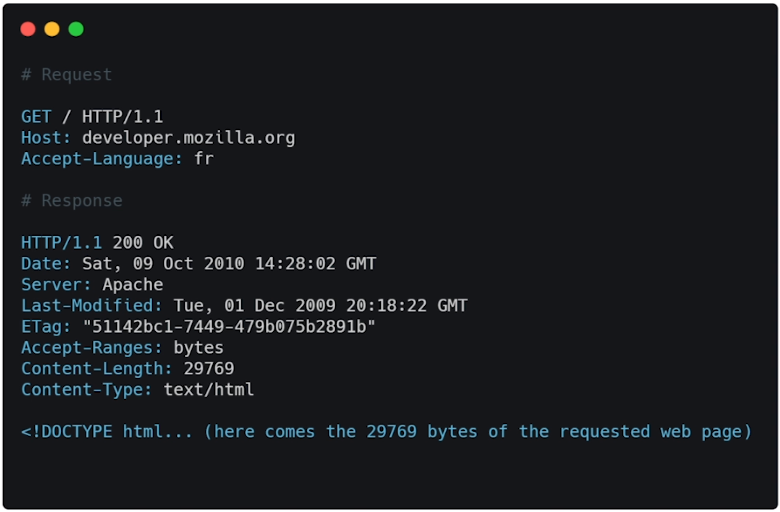 # Request
GET / HTTP/1.1
Host: developer.mozilla.org
Accept-Language: fr
# Response
HTTP/1.1 200 OK
Date: Sat, 09 Oct 2010 14:28:02 GMT
Server: Apache
Last-Modified: Tue, 01 Dec 2009 20:18:22 GMT
ETag: "51142bc1-7449-479b075b2891b"
Accept-Ranges: bytes
Content-Length: 29769
Content-Type: text/html
<!DOCTYPE html... (here comes the 29769 bytes of the requested web page)